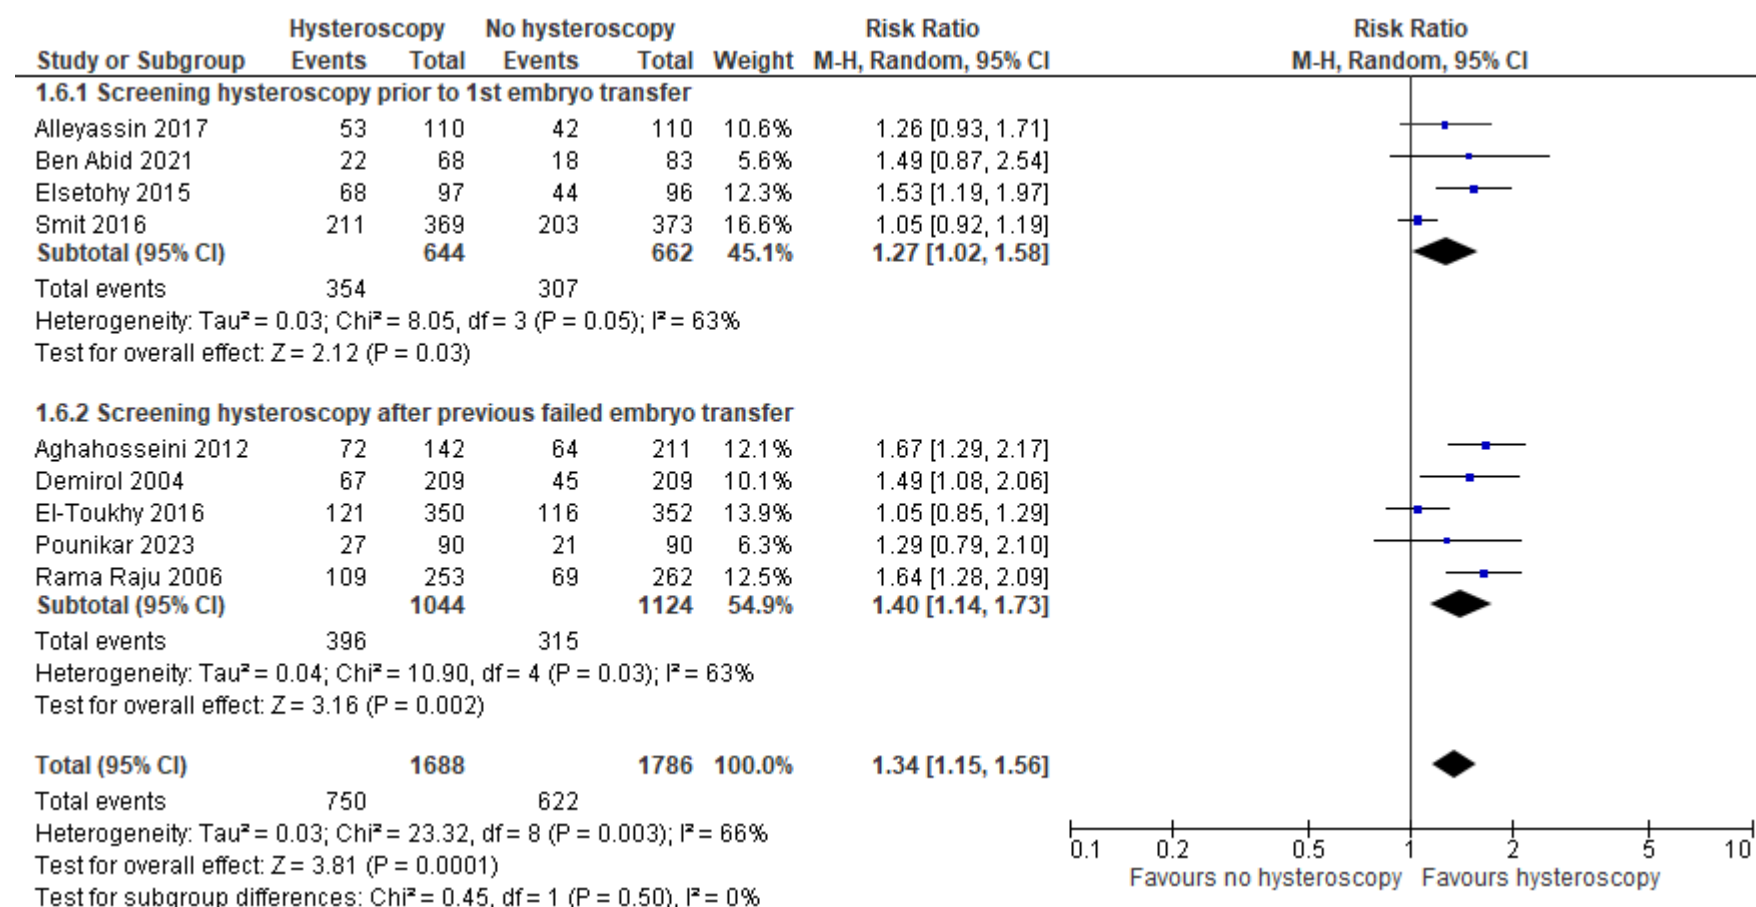 Hysteroscopy No hysteroscopy Risk Ratio Risk Ratio
Study or Subgroup Events Total Events Total Weight M-H, Random, 95% CI M-H, Random, 95% CI
1.6.1 Screening hysteroscopy prior to 1st embryo transfer
Alleyassin 2017 53 110 42 110 10.6% 1.26 [0.93, 1.71]
Ben Abid 2021 22 68 18 83 5.6% 1.49 [0.87, 2.54]
Elsetohy 2015 68 97 44 96 12.3% 1.53 [1.19, 1.97]
Smit 2016 211 369 203 373 16.6% 1.05 [0.92, 1.19]
Subtotal (95% CI) 644 662 45.1% 1.27 [1.02, 1.58]
Total events 354 307
Heterogeneity: Tau² = 0.03; Chi² = 8.05, df = 3 (P = 0.05); I² = 63%
Test for overall effect: Z = 2.12 (P = 0.03)
1.6.2 Screening hysteroscopy after previous failed embryo transfer
Aghahosseini 2012 72 142 64 211 12.1% 1.67 [1.29, 2.17]
Demirol 2004 67 209 45 209 10.1% 1.49 [1.08, 2.06]
El-Toukhy 2016 121 350 116 352 13.9% 1.05 [0.85, 1.29]
Pounikar 2023 27 90 21 90 6.3% 1.29 [0.79, 2.10]
Rama Raju 2006 109 253 69 262 12.5% 1.64 [1.28, 2.09]
Subtotal (95% CI) 1044 1124 54.9% 1.40 [1.14, 1.73]
Total events 396 315
Heterogeneity: Tau² = 0.04; Chi² = 10.90, df = 4 (P = 0.03); I² = 63%
Test for overall effect: Z = 3.16 (P = 0.002)
Total (95% CI) 1688 1786 100.0% 1.34 [1.15, 1.56]
Total events 750 622
Heterogeneity: Tau² = 0.03; Chi² = 23.32, df = 8 (P = 0.003); I² = 66%
Test for overall effect: Z = 3.81 (P = 0.0001)
Test for subgroup differences: Chi² = 0.45, df = 1 (P = 0.50), I² = 0%
0.1 0.2 0.5 1 2 5 10
Favours no hysteroscopy Favours hysteroscopy